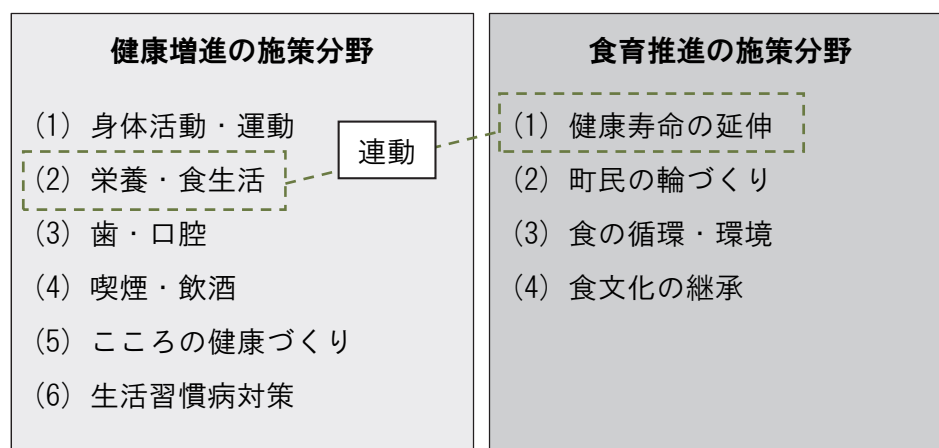 健康増進の施策分野
(1) 身体活動・運動
(2) 栄養・食生活
(3) 歯・口腔
(4) 喫煙・飲酒
(5) こころの健康づくり
(6) 生活習慣病対策
連動
食育推進の施策分野
(1) 健康寿命の延伸
(2) 町民の輪づくり
(3) 食の循環・環境
(4) 食文化の継承